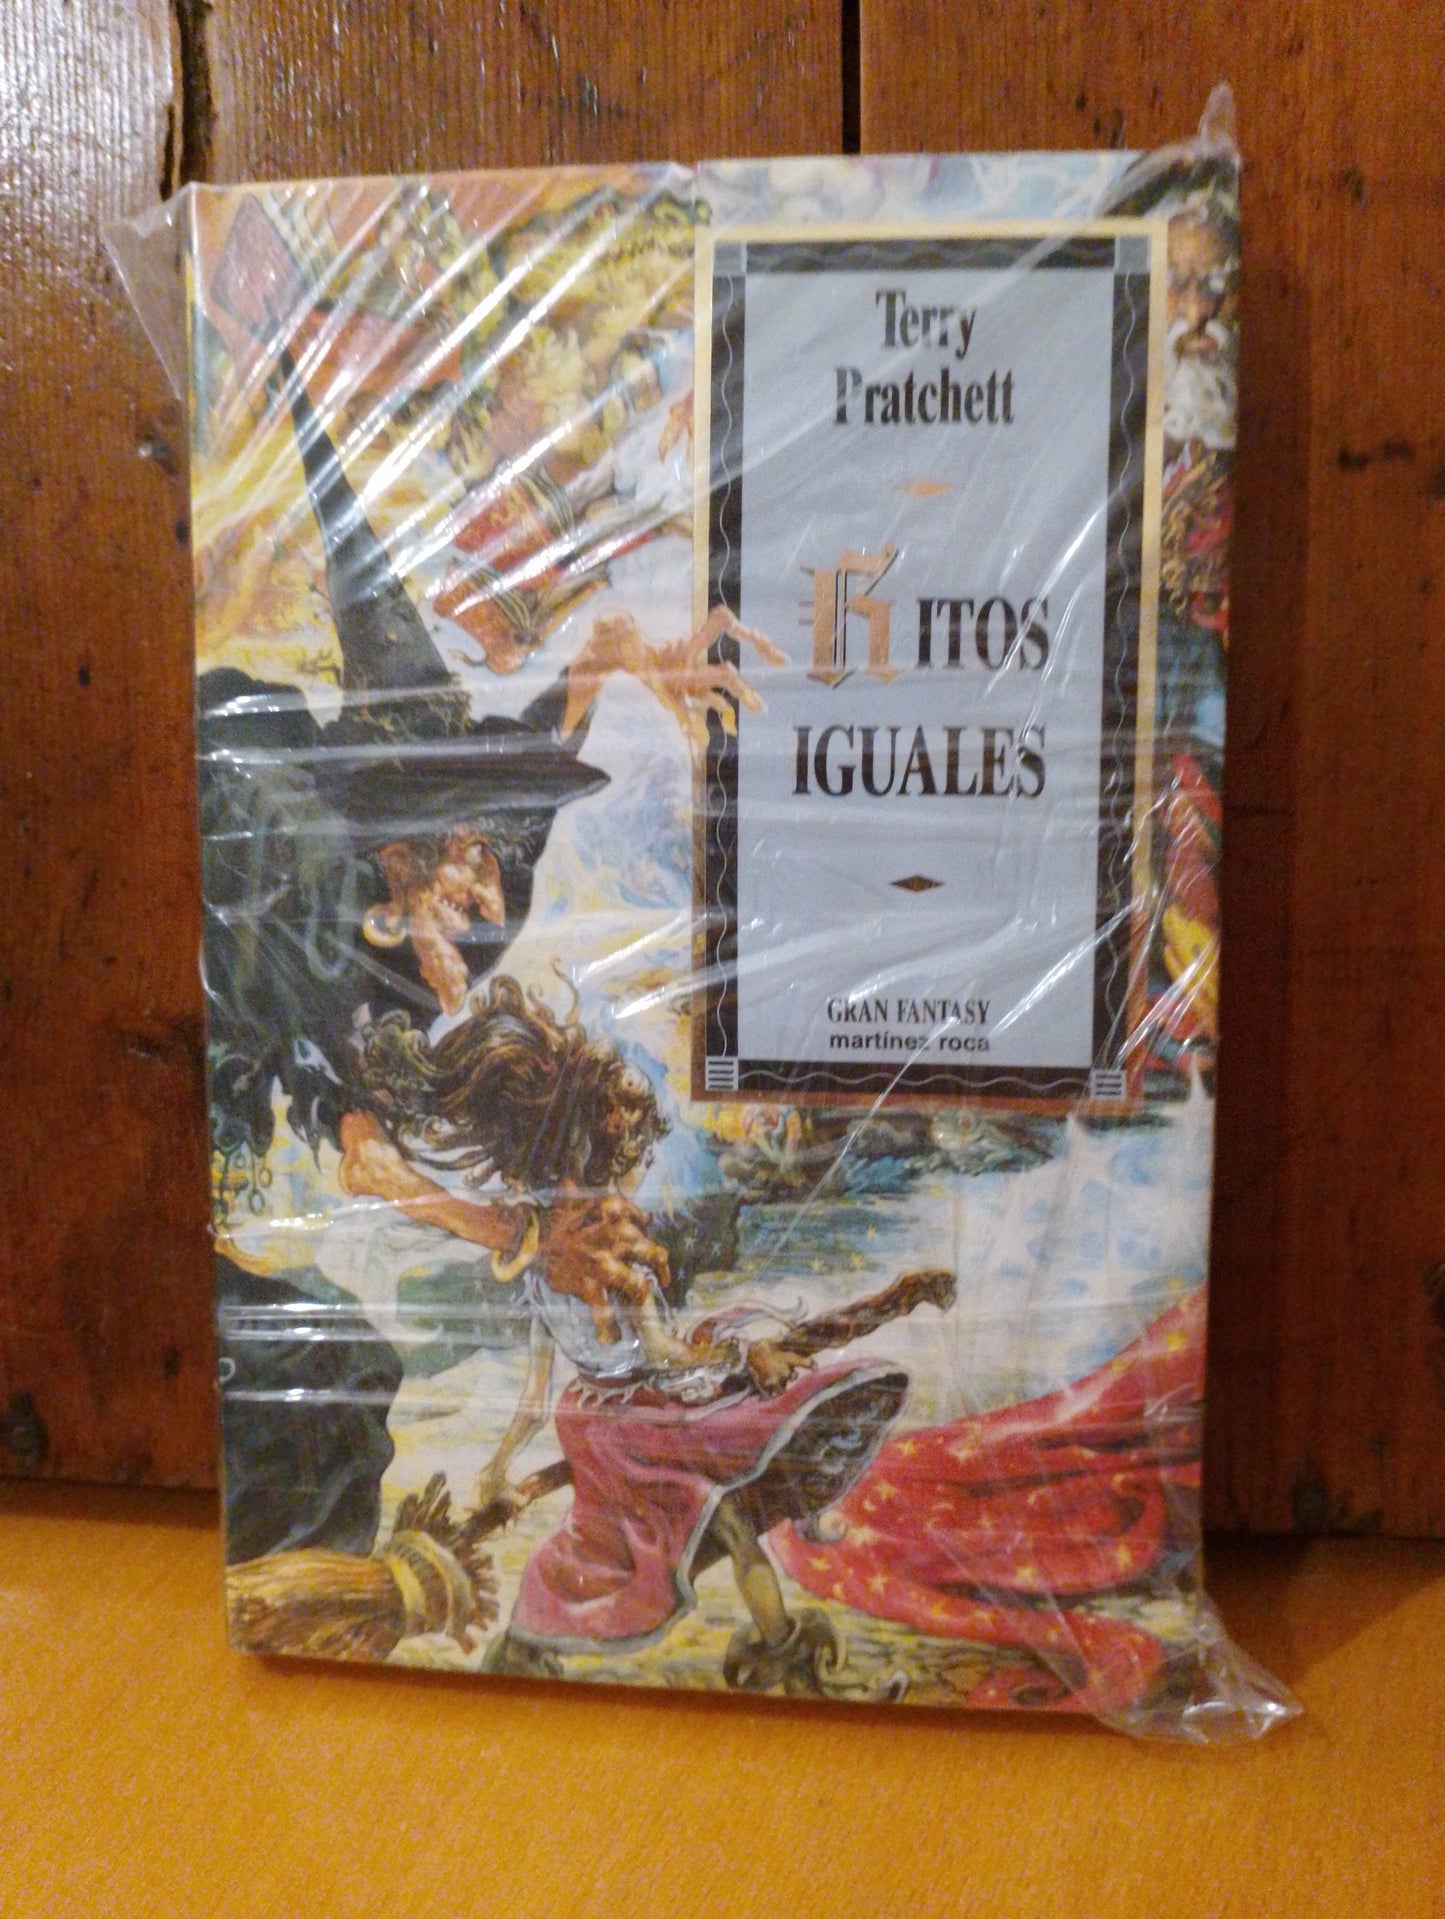 Terry
Pratchett
RITOS
IGUALES
GRAN FANTASY
martínez roca